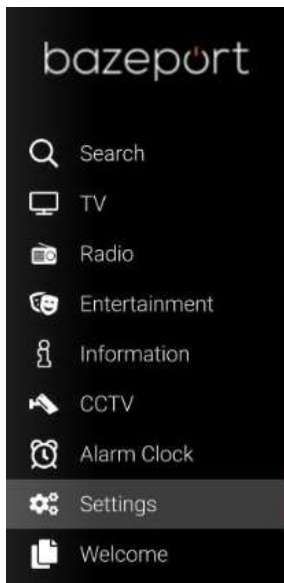 bazeport
Search
TV
Radio
Entertainment
Information
CCTV
Alarm Clock
Settings
Welcome